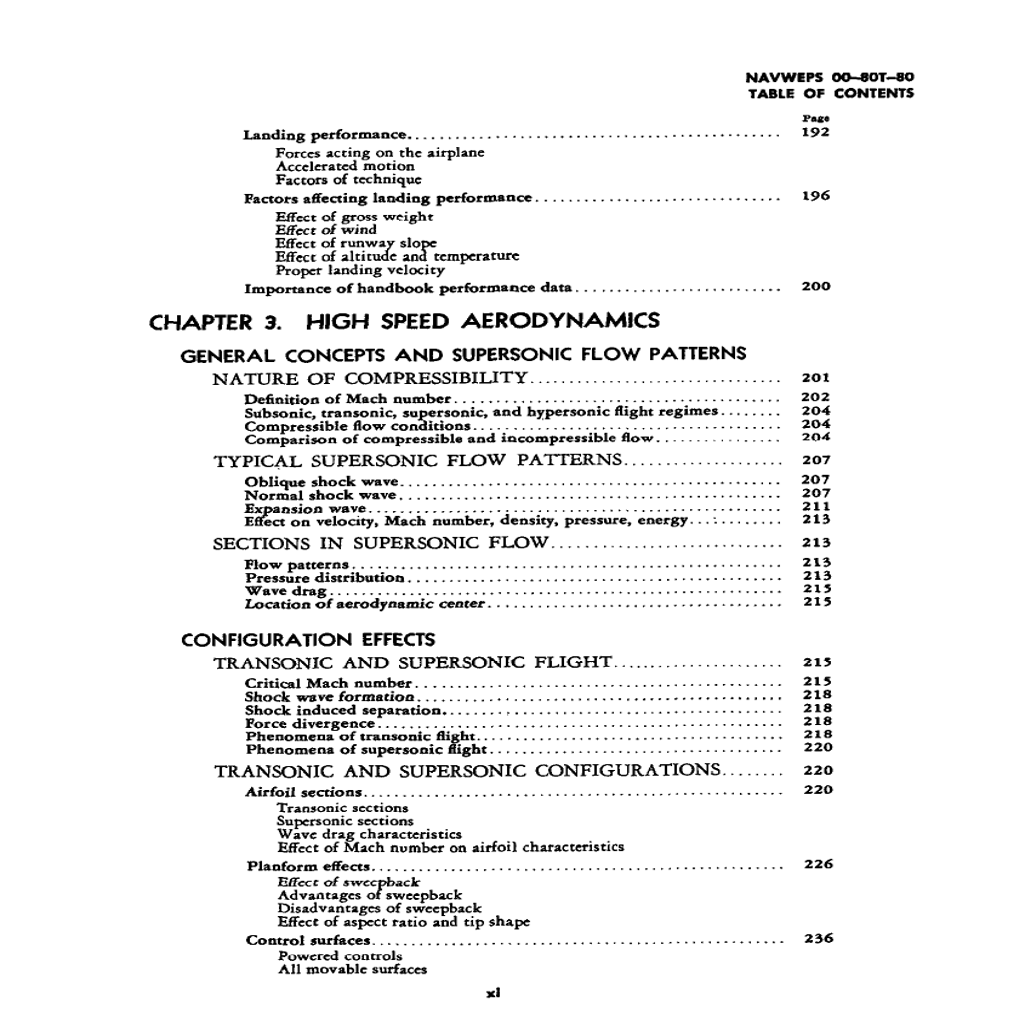 NAVWEPS 00-80T-80
TABLE OF CONTENTS
Page
Landing performance. . . . . . . . . . . . . . . . . . . . . . . . 192
Forces acting on the airplane
Accelerated motion
Factors of technique
Factors affecting landing performance. . . . . . . . . . . . . . . . 196
Effect of gross weight
Effect of wind
Effect of runway slope
Effect of altitude and temperature
Proper landing velocity
Importance of handbook performance data. . . . . . . . . . . . . . . . 200
CHAPTER 3. HIGH SPEED AERODYNAMICS
GENERAL CONCEPTS AND SUPERSONIC FLOW PATTERNS
NATURE OF COMPRESSIBILITY. . . . . . . . . . . . . . . . 201
Definition of Mach number. . . . . . . . . . . . . . . . 202
Subsonic, transonic, supersonic, and hypersonic flight regimes. . . . . . . . 204
Compressible flow conditions. . . . . . . . . . . . . . . . 204
Comparison of compressible and incompressible flow. . . . . . . . . . . . . . . . 204
TYPICAL SUPERSONIC FLOW PATTERNS. . . . . . . . . . . . . . . . 207
Oblique shock wave. . . . . . . . . . . . . . . . 207
Normal shock wave. . . . . . . . . . . . . . . . 207
Expansion wave. . . . . . . . . . . . . . . . 211
Effect on velocity, Mach number, density, pressure, energy. . . . . . . . . . . . 213
SECTIONS IN SUPERSONIC FLOW. . . . . . . . . . . . . . . . 213
Flow patterns. . . . . . . . . . . . . . . . 213
Pressure distribution. . . . . . . . . . . . . . . . 213
Wave drag. . . . . . . . . . . . . . . . 215
Location of aerodynamic center. . . . . . . . . . . . . . . . 215
CONFIGURATION EFFECTS
TRANSONIC AND SUPERSONIC FLIGHT. . . . . . . . . . . . . . . . 215
Critical Mach number. . . . . . . . . . . . . . . . 215
Shock wave formation. . . . . . . . . . . . . . . . 218
Shock induced separation. . . . . . . . . . . . . . . . 218
Force divergence. . . . . . . . . . . . . . . . 218
Phenomena of transonic flight. . . . . . . . . . . . . . . . 218
Phenomena of supersonic flight. . . . . . . . . . . . . . . . 220
TRANSONIC AND SUPERSONIC CONFIGURATIONS. . . . . . . . 220
Airfoil sections. . . . . . . . . . . . . . . . 220
Transonic sections
Supersonic sections
Wave drag characteristics
Effect of Mach number on airfoil characteristics
Planform effects. . . . . . . . . . . . . . . . 226
Effect of sweepback
Advantages of sweepback
Disadvantages of sweepback
Effect of aspect ratio and tip shape
Control surfaces. . . . . . . . . . . . . . . . 236
Powered controls
All movable surfaces
xi